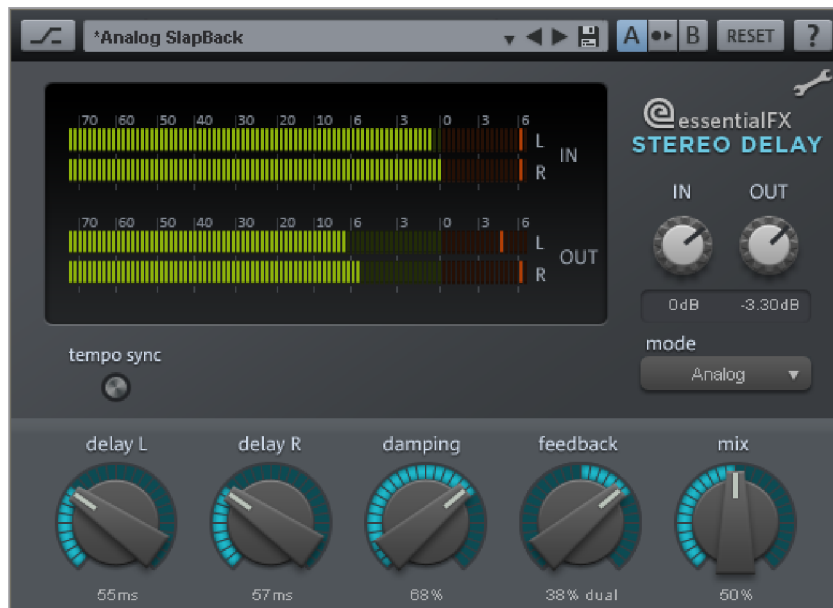 *Analog SlapBack
A B RESET ?
70 60 50 40 30 20 10 6 3 0 3 6
L
IN
R
70 60 50 40 30 20 10 6 3 0 3 6
L
OUT
R
essentialFX
STEREO DELAY
IN OUT
0dB -3.30dB
mode
Analog
tempo sync
delay L delay R damping feedback mix
55ms 57ms 68% 38% dual 50%